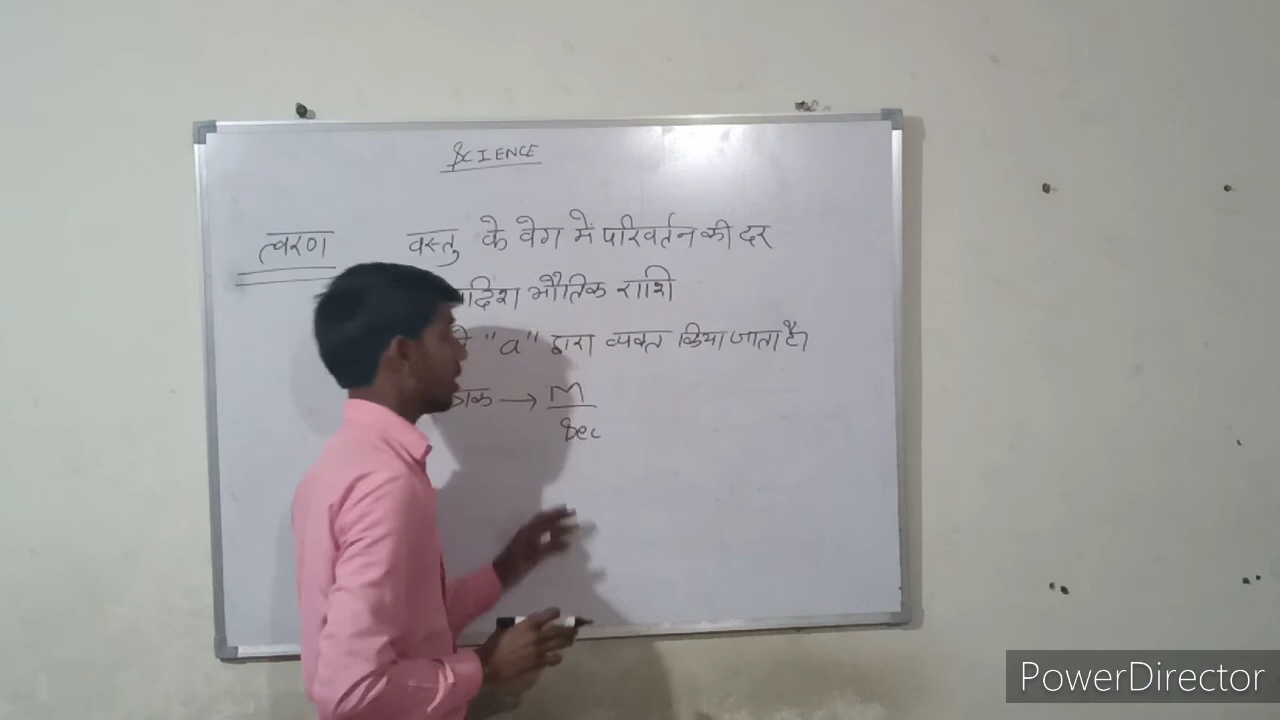 SCIENCE
त्वरण वस्तु के वेग में परिवर्तन की दर
भौतिक राशि
"a" द्वारा व्यक्त किया जाता है।
→ M
Sec
PowerDirector